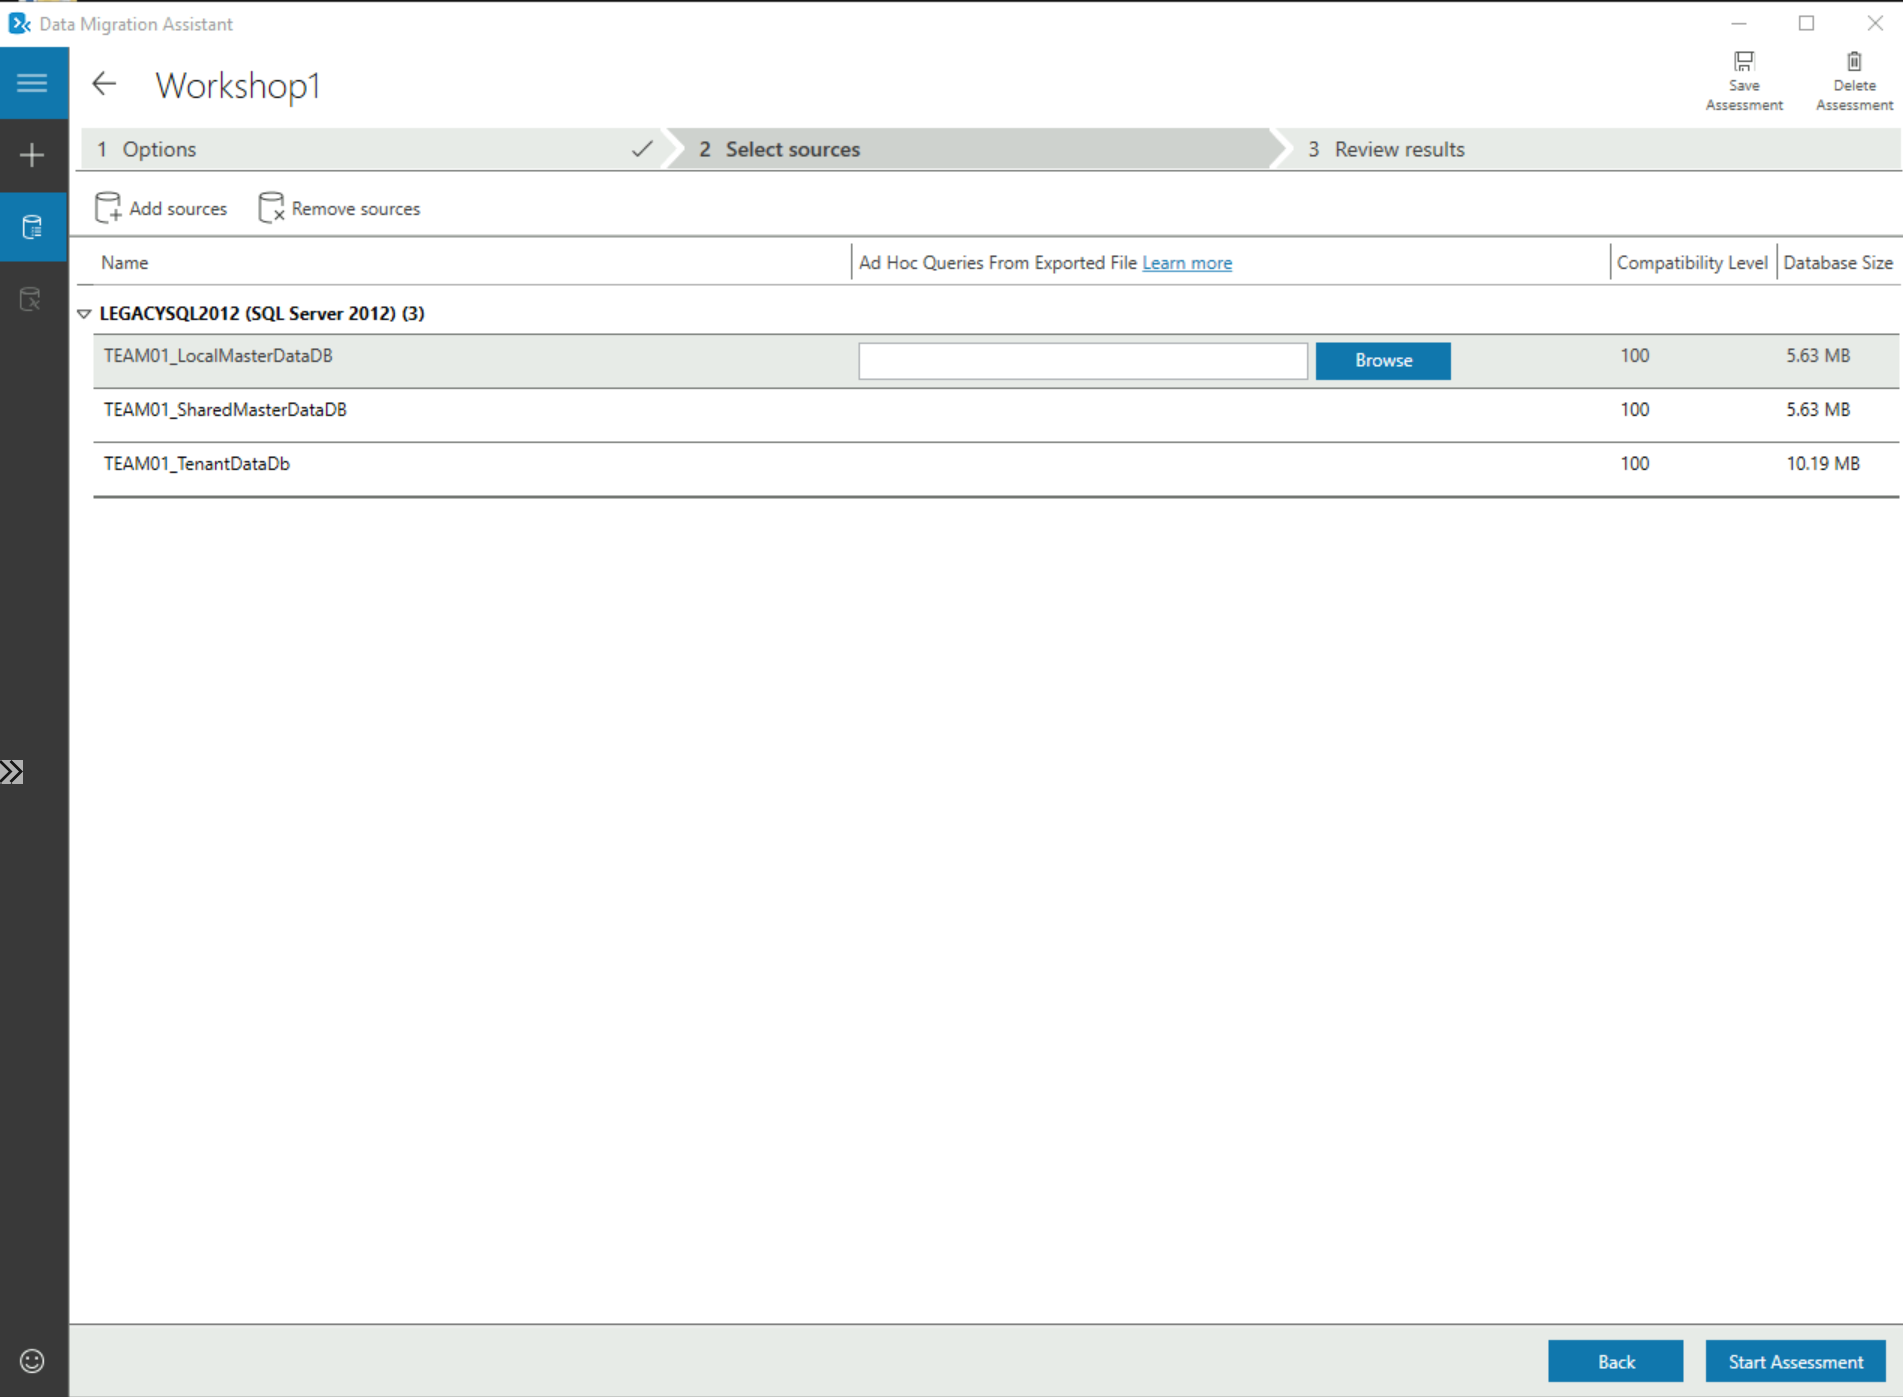 Data Migration Assistant
Workshop1
Save Assessment
Delete Assessment
1 Options
2 Select sources
3 Review results
Add sources
Remove sources
Name
Ad Hoc Queries From Exported File Learn more
Compatibility Level
Database Size
LEGACYSQL2012 (SQL Server 2012) (3)
TEAM01_LocalMasterDataDB Browse 100 5.63 MB
TEAM01_SharedMasterDataDB 100 5.63 MB
TEAM01_TenantDataDb 100 10.19 MB
Back
Start Assessment